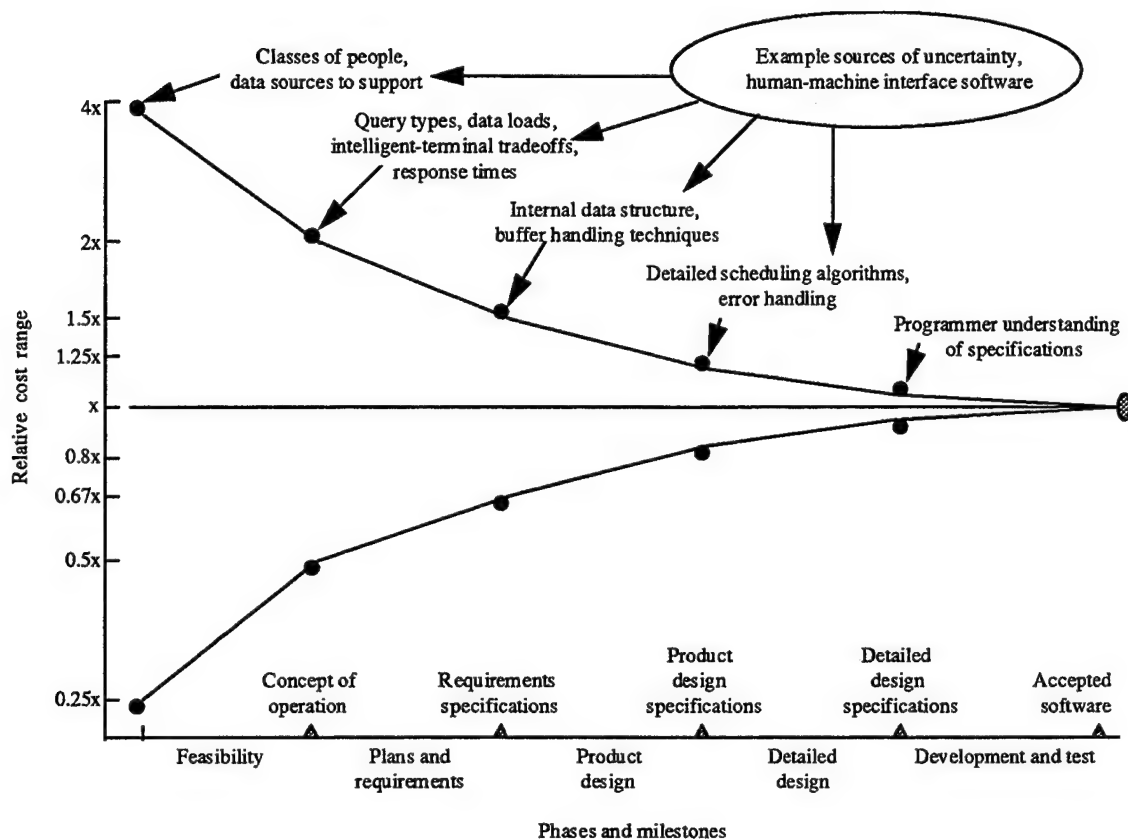 Classes of people,
data sources to support
Example sources of uncertainty,
human-machine interface software
Query types, data loads,
intelligent-terminal tradeoffs,
response times
Internal data structure,
buffer handling techniques
Detailed scheduling algorithms,
error handling
Programmer understanding
of specifications
Relative cost range
4x
2x
1.5x
1.25x
x
0.8x
0.67x
0.5x
0.25x
Concept of
operation
Requirements
specifications
Product
design
specifications
Detailed
design
specifications
Accepted
software
Feasibility
Plans and
requirements
Product
design
Detailed
design
Development and test
Phases and milestones